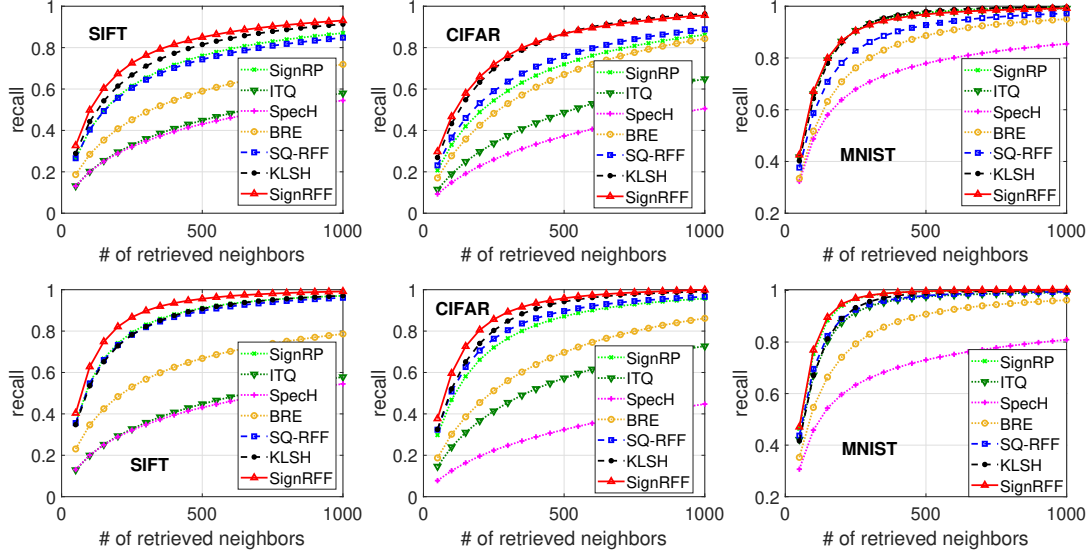 SIFT
recall
1
0.8
0.6
0.4
0.2
0
0 500 1000
# of retrieved neighbors
SignRP
ITQ
SpecH
BRE
SQ-RFF
KLSH
SignRFF
CIFAR
recall
1
0.8
0.6
0.4
0.2
0
0 500 1000
# of retrieved neighbors
SignRP
ITQ
SpecH
BRE
SQ-RFF
KLSH
SignRFF
MNIST
recall
1
0.8
0.6
0.4
0.2
0 500 1000
# of retrieved neighbors
SignRP
ITQ
SpecH
BRE
SQ-RFF
KLSH
SignRFF
SIFT
recall
1
0.8
0.6
0.4
0.2
0
0 500 1000
# of retrieved neighbors
SignRP
ITQ
SpecH
BRE
SQ-RFF
KLSH
SignRFF
CIFAR
recall
1
0.8
0.6
0.4
0.2
0
0 500 1000
# of retrieved neighbors
SignRP
ITQ
SpecH
BRE
SQ-RFF
KLSH
SignRFF
MNIST
recall
1
0.8
0.6
0.4
0.2
0 500 1000
# of retrieved neighbors
SignRP
ITQ
SpecH
BRE
SQ-RFF
KLSH
SignRFF